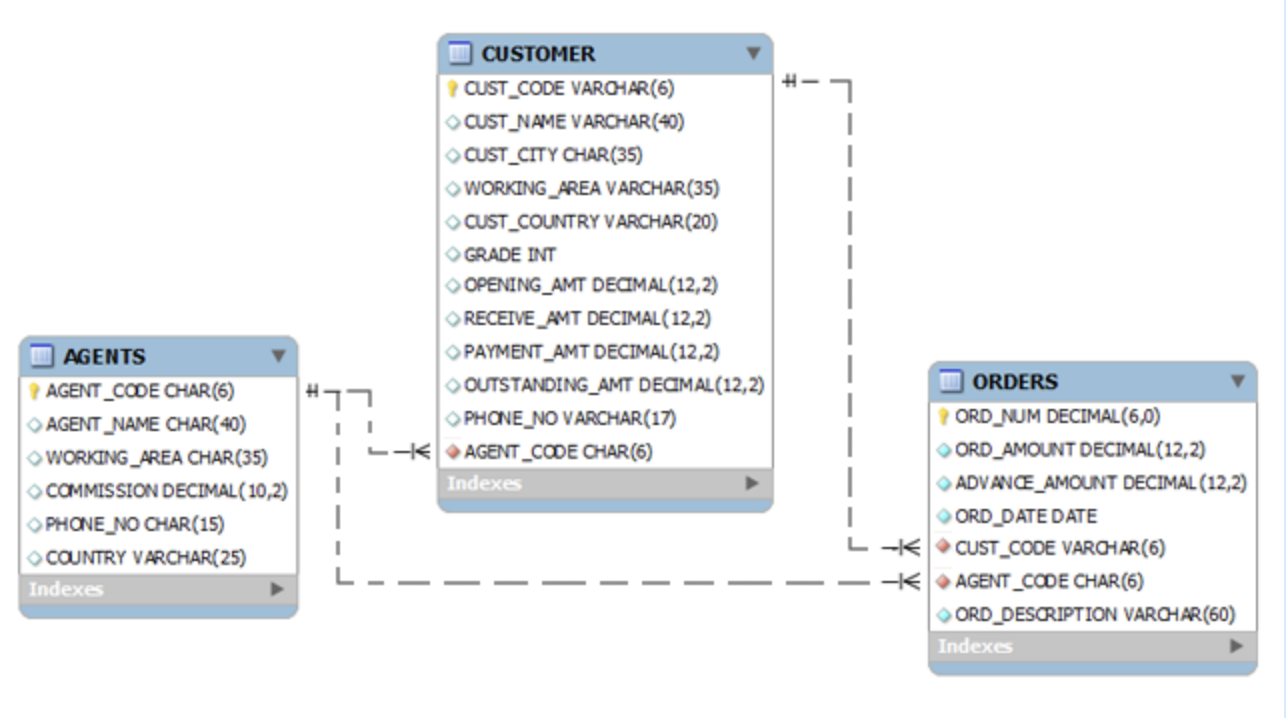 CUSTOMER
CUST_CODE VARCHAR(6)
CUST_NAME VARCHAR(40)
CUST_CITY CHAR(35)
WORKING_AREA VARCHAR(35)
CUST_COUNTRY VARCHAR(20)
GRADE INT
OPENING_AMT DECIMAL(12,2)
RECEIVE_AMT DECIMAL(12,2)
PAYMENT_AMT DECIMAL(12,2)
OUTSTANDING_AMT DECIMAL(12,2)
PHONE_NO VARCHAR(17)
AGENT_CODE CHAR(6)
Indexes
AGENTS
AGENT_CODE CHAR(6)
AGENT_NAME CHAR(40)
WORKING_AREA CHAR(35)
COMMISSION DECIMAL(10,2)
PHONE_NO CHAR(15)
COUNTRY VARCHAR(25)
Indexes
ORDERS
ORD_NUM DECIMAL(6,0)
ORD_AMOUNT DECIMAL(12,2)
ADVANCE_AMOUNT DECIMAL(12,2)
ORD_DATE DATE
CUST_CODE VARCHAR(6)
AGENT_CODE CHAR(6)
ORD_DESCRIPTION VARCHAR(60)
Indexes